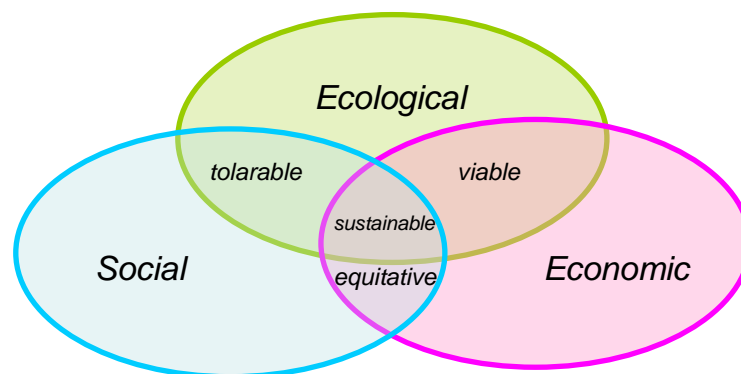 Ecological
tolarable
viable
sustainable
Social
equitative
Economic